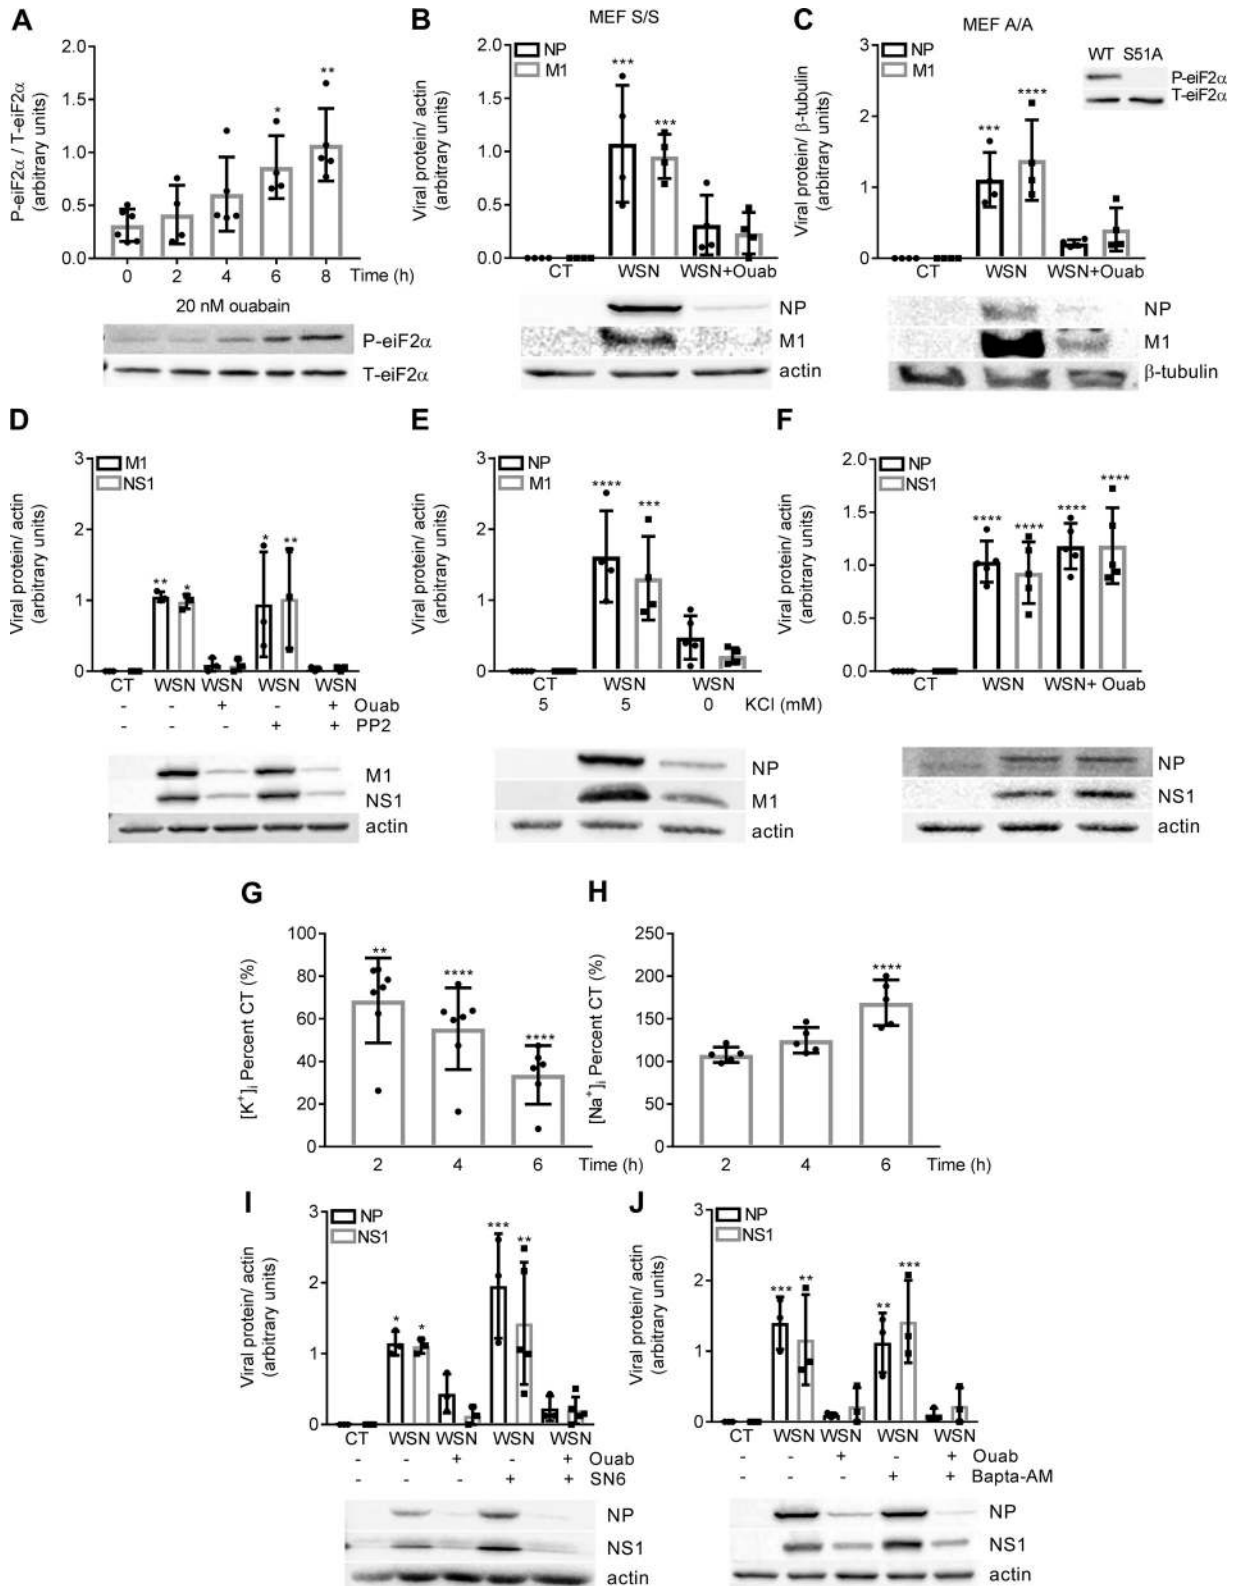 A
2.0
1.5
1.0
0.5
0.0
P-eiF2α / T-eiF2α
(arbitrary units)
*
**
0 2 4 6 8 Time (h)
20 nM ouabain
P-eiF2α
T-eiF2α
B
MEF S/S
NP
M1
2.0
1.5
1.0
0.5
0.0
Viral protein/ actin
(arbitrary units)
***
***
CT WSN WSN+Ouab
NP
M1
actin
C
MEF A/A
NP
M1
3
2
1
0
Viral protein/ β-tubulin
(arbitrary units)
***
****
WT S51A
P-eiF2α
T-eiF2α
CT WSN WSN+Ouab
NP
M1
β-tubulin
D
M1
NS1
3
2
1
0
Viral protein/ actin
(arbitrary units)
**
*
*
**
CT WSN WSN WSN WSN
- - + - + Ouab
- - - + + PP2
M1
NS1
actin
E
NP
M1
3
2
1
0
Viral protein/ actin
(arbitrary units)
****
***
CT WSN WSN
5 5 0 KCl (mM)
NP
M1
actin
F
NP
NS1
2.0
1.5
1.0
0.5
0.0
Viral protein/ actin
(arbitrary units)
****
****
****
****
CT WSN WSN+ Ouab
NP
NS1
actin
G
100
80
60
40
20
0
[K+]i Percent CT (%)
**
****
****
2 4 6 Time (h)
H
250
200
150
100
50
0
[Na+]i Percent CT (%)
****
2 4 6 Time (h)
I
NP
NS1
3
2
1
0
Viral protein/ actin
(arbitrary units)
*
*
***
**
CT WSN WSN WSN WSN
- - + - + Ouab
- - - + + SN6
NP
NS1
actin
J
NP
NS1
3
2
1
0
Viral protein/ actin
(arbitrary units)
***
**
**
***
CT WSN WSN WSN WSN
- - + - + Ouab
- - - + + Bapta-AM
NP
NS1
actin